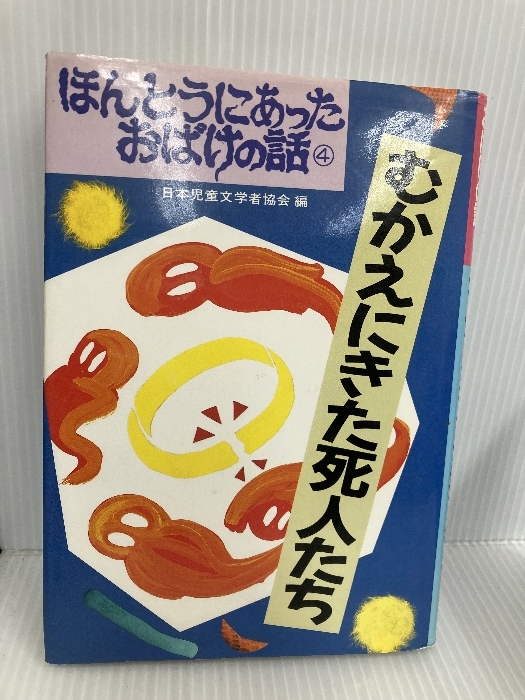 ほんとうにあった
おばけの話④
日本児童文学者協会 編
むかえにきた死人たち